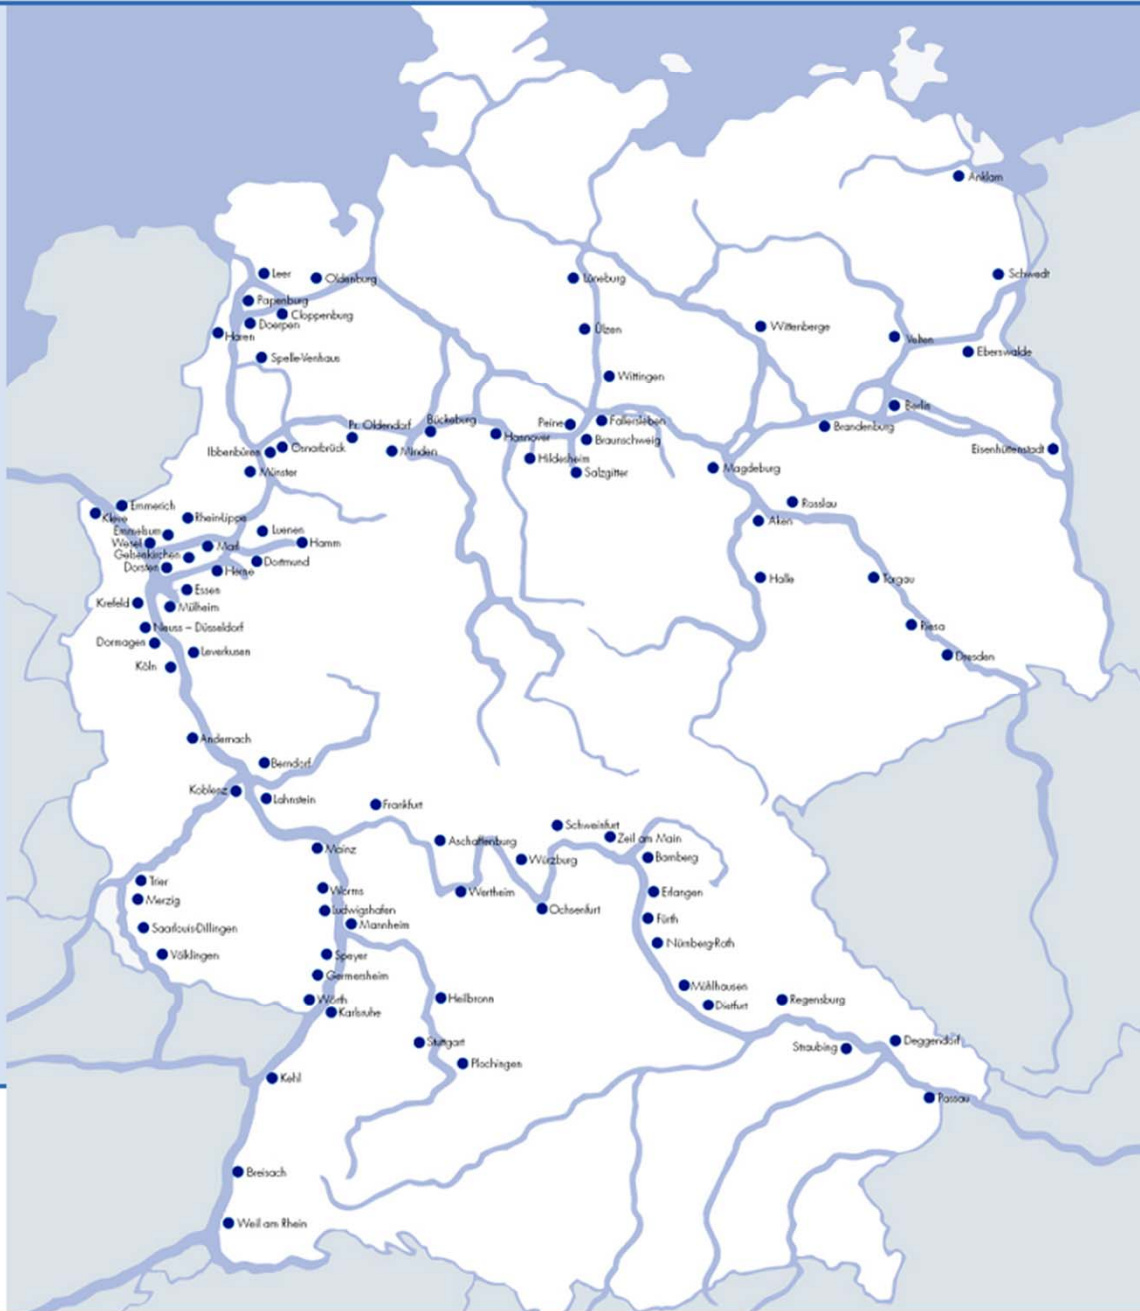 Anklam
Leer
Oldenburg
Lüneburg
Schwedt
Papenburg
Cloppenburg
Doerpen
Haren
Ülzen
Wittenberge
Velten
Eberswalde
Spelle-Venhaus
Wittingen
Berlin
Pr. Oldendorf
Bückeburg
Peine
Fallersleben
Brandenburg
Hannover
Braunschweig
Ibbenbüren
Osnarbrück
Minden
Hildesheim
Eisenhüttenstadt
Münster
Salzgitter
Magdeburg
Emmerich
Rosslau
Kleve
Rhein-Lippe
Aken
Emmelsum
Luenen
Wesel
Marl
Hamm
Gelsenkirchen
Dorsten
Herne
Dortmund
Halle
Torgau
Essen
Krefeld
Mülheim
Neuss – Düsseldorf
Riesa
Dormagen
Leverkusen
Dresden
Köln
Andernach
Berndorf
Koblenz
Lahnstein
Frankfurt
Schweinfurt
Aschaffenburg
Zeil am Main
Mainz
Würzburg
Bamberg
Trier
Worms
Wertheim
Erlangen
Merzig
Ludwigshafen
Ochsenfurt
Fürth
Saarlouis-Dillingen
Mannheim
Nürnberg-Roth
Völklingen
Speyer
Germersheim
Mühlhausen
Wörth
Heilbronn
Dietfurt
Regensburg
Karlsruhe
Stuttgart
Straubing
Deggendorf
Plochingen
Kehl
Passau
Breisach
Weil am Rhein